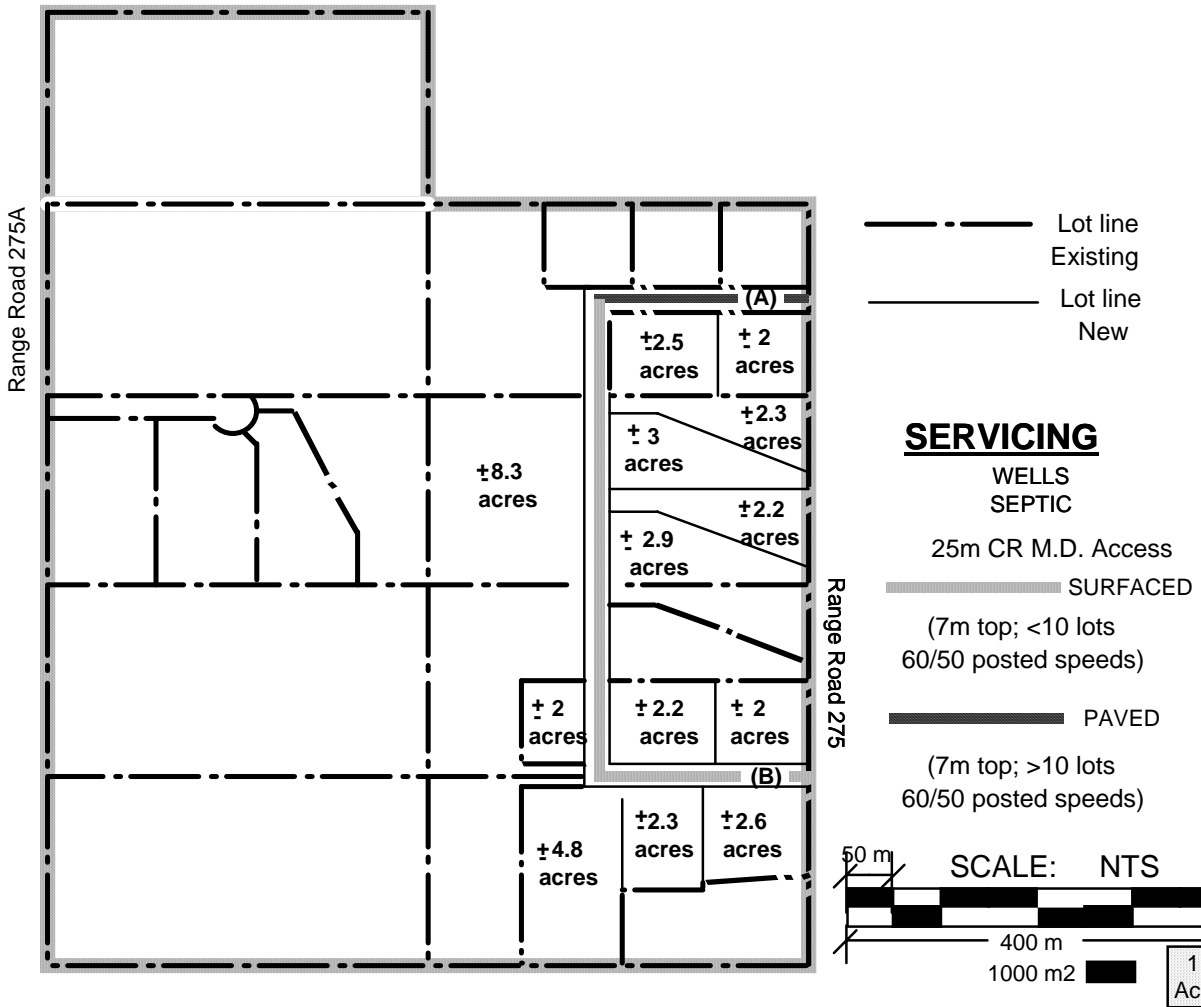 Range Road 275A
Lot line
Existing
Lot line
New
(A)
±2.5
acres
± 2
acres
±2.3
acres
± 3
acres
±8.3
acres
±2.2
acres
± 2.9
acres
SERVICING
WELLS
SEPTIC
25m CR M.D. Access
SURFACED
(7m top; <10 lots
60/50 posted speeds)
PAVED
(7m top; >10 lots
60/50 posted speeds)
Range Road 275
± 2
acres
± 2.2
acres
± 2
acres
(B)
±4.8
acres
±2.3
acres
±2.6
acres
50 m
SCALE: NTS
400 m
1000 m2
1
Ac